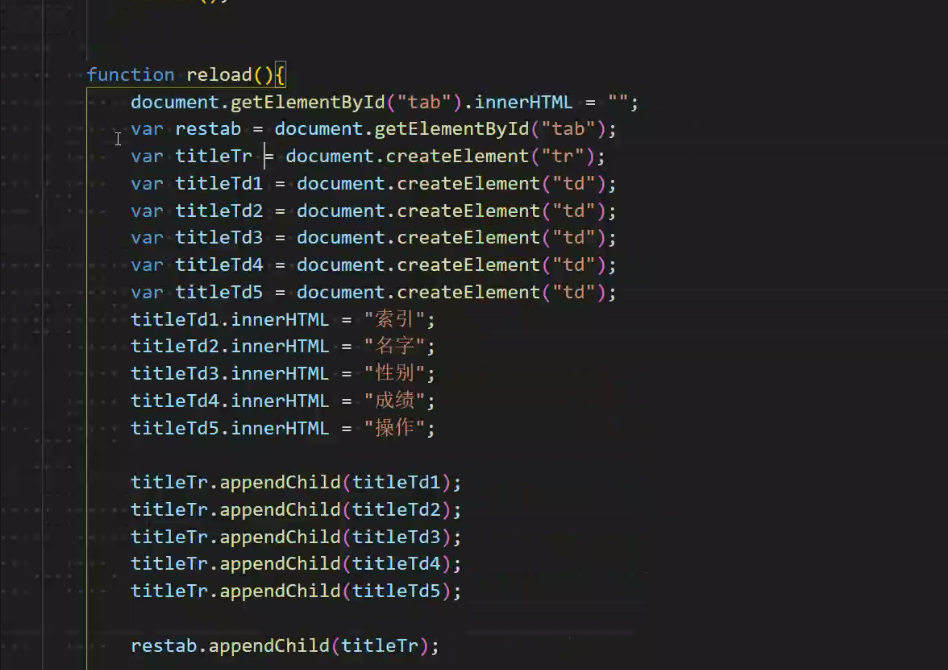 function reload(){
document.getElementById("tab").innerHTML = "";
var restab = document.getElementById("tab");
var titleTr = document.createElement("tr");
var titleTd1 = document.createElement("td");
var titleTd2 = document.createElement("td");
var titleTd3 = document.createElement("td");
var titleTd4 = document.createElement("td");
var titleTd5 = document.createElement("td");
titleTd1.innerHTML = "索引";
titleTd2.innerHTML = "名字";
titleTd3.innerHTML = "性别";
titleTd4.innerHTML = "成绩";
titleTd5.innerHTML = "操作";
titleTr.appendChild(titleTd1);
titleTr.appendChild(titleTd2);
titleTr.appendChild(titleTd3);
titleTr.appendChild(titleTd4);
titleTr.appendChild(titleTd5);
restab.appendChild(titleTr);